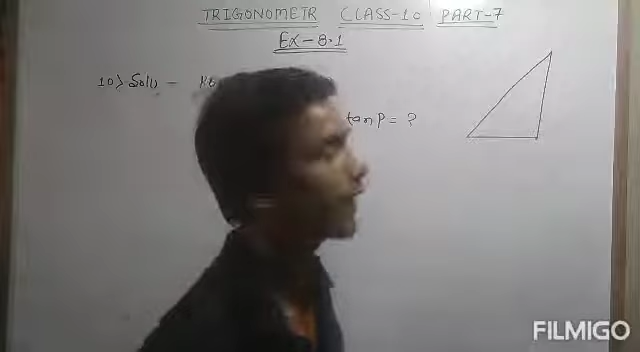 TRIGONOMETR CLASS-10 PART-7
Ex-8.1
10> Solu -
tan P = ?
FILMIGO